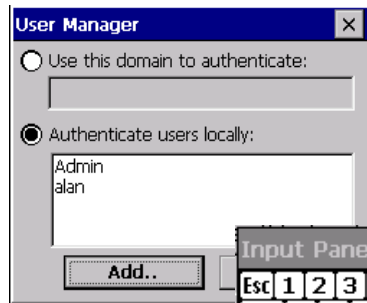 User Manager
Use this domain to authenticate:
Authenticate users locally:
Admin
alan
Add..
Input Pane
Esc 1 2 3